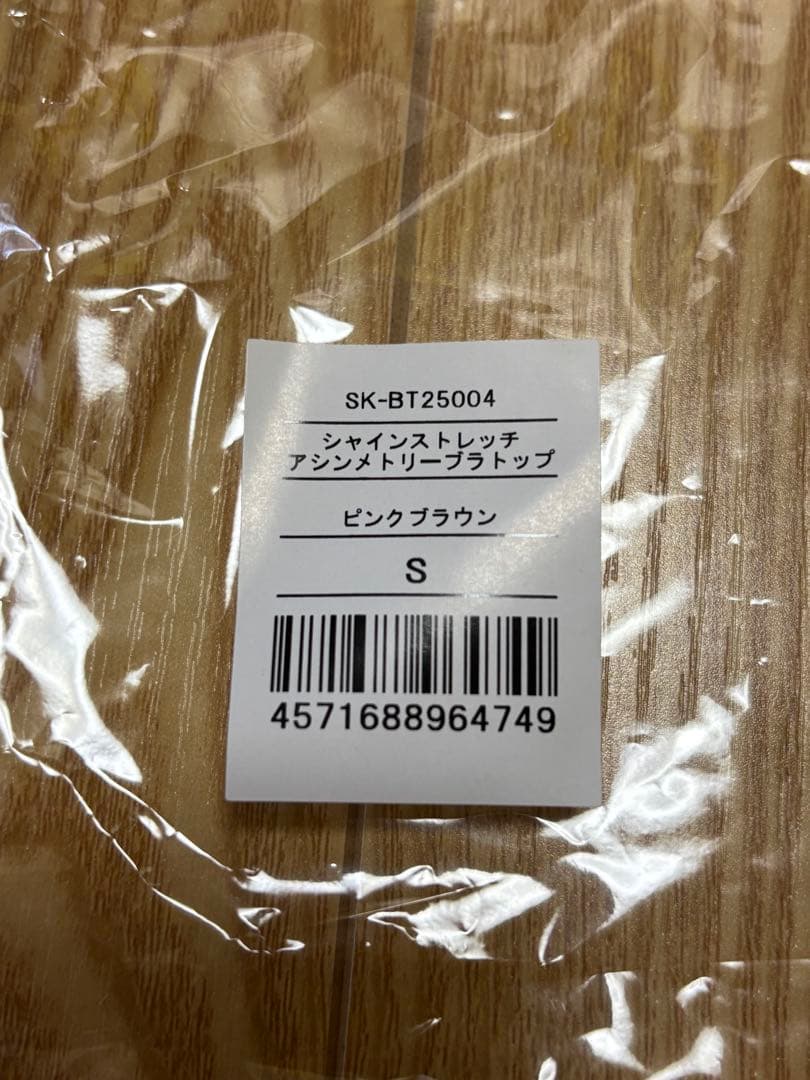 SK-BT25004
シャインストレッチ
アシンメトリーブラトップ
ピンクブラウン
S
4571688964749